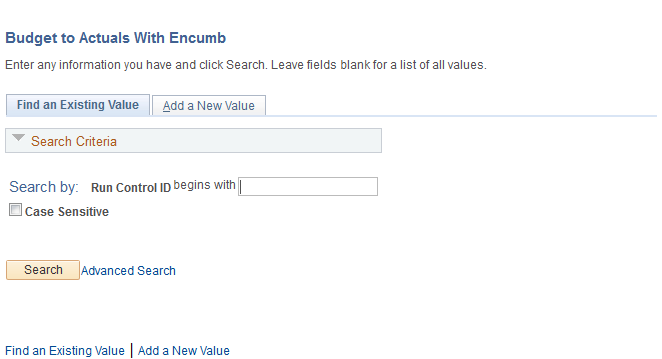 Budget to Actuals With Encumb
Enter any information you have and click Search. Leave fields blank for a list of all values.
Find an Existing Value Add a New Value
Search Criteria
Search by: Run Control ID begins with
Case Sensitive
Search Advanced Search
Find an Existing Value | Add a New Value